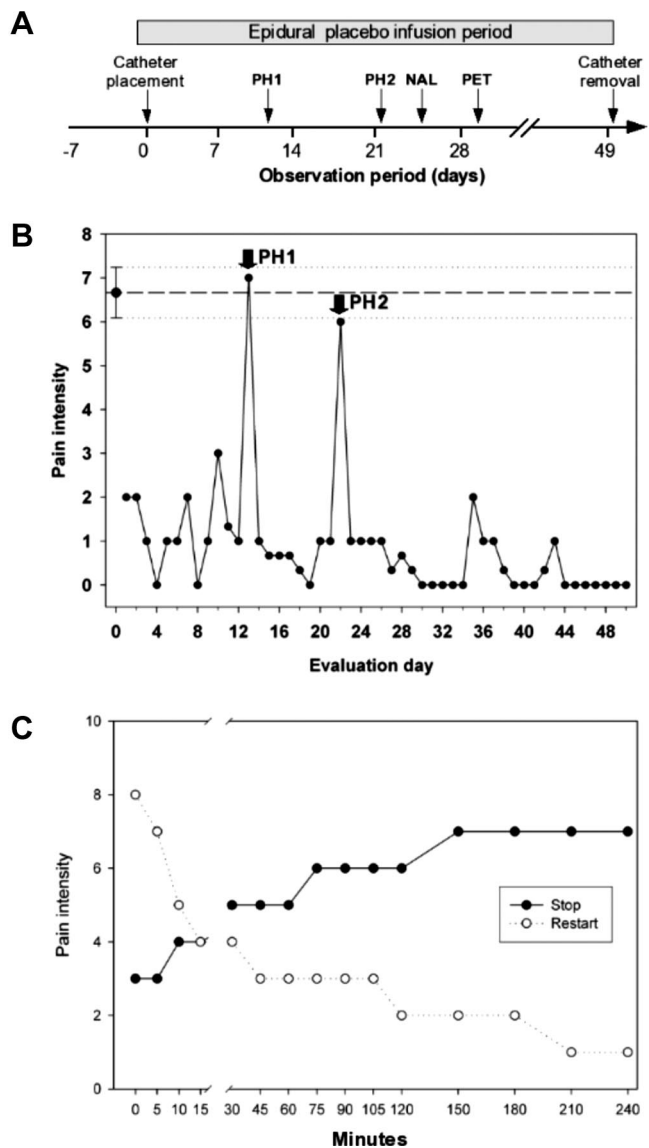 A
Epidural placebo infusion period
Catheter placement
PH1
PH2
NAL
PET
Catheter removal
-7 0 7 14 21 28 49
Observation period (days)
B
Pain intensity
8
7
6
5
4
3
2
1
0
PH1
PH2
0 4 8 12 16 20 24 28 32 36 40 44 48
Evaluation day
C
Pain intensity
10
8
6
4
2
0
Stop
Restart
0 5 10 15 30 45 60 75 90 105 120 150 180 210 240
Minutes